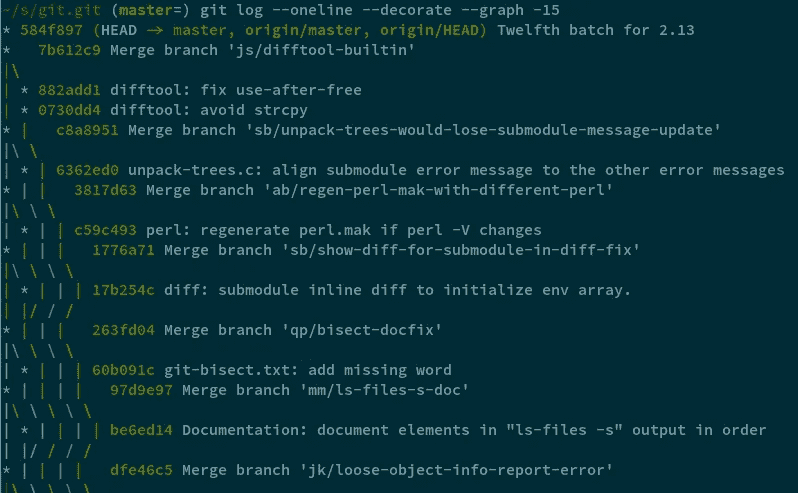 ~/s/git.git (master=) git log --oneline --decorate --graph -15
* 584f897 (HEAD -> master, origin/master, origin/HEAD) Twelfth batch for 2.13
*   7b612c9 Merge branch 'js/difftool-builtin'
|\
| * 882add1 difftool: fix use-after-free
| * 0730dd4 difftool: avoid strcpy
* |   c8a8951 Merge branch 'sb/unpack-trees-would-lose-submodule-message-update'
|\ \
| * | 6362ed0 unpack-trees.c: align submodule error message to the other error messages
* | |   3817d63 Merge branch 'ab/regen-perl-mak-with-different-perl'
|\ \ \
| * | | c59c493 perl: regenerate perl.mak if perl -V changes
* | | |   1776a71 Merge branch 'sb/show-diff-for-submodule-in-diff-fix'
|\ \ \ \
| * | | | 17b254c diff: submodule inline diff to initialize env array.
| |/ / /
* | | |   263fd04 Merge branch 'qp/bisect-docfix'
|\ \ \ \
| * | | | 60b091c git-bisect.txt: add missing word
* | | | |   97d9e97 Merge branch 'mm/ls-files-s-doc'
|\ \ \ \ \
| * | | | | be6ed14 Documentation: document elements in "ls-files -s" output in order
| |/ / / /
* | | | |   dfe46c5 Merge branch 'jk/loose-object-info-report-error'
|\ \ \ \ \